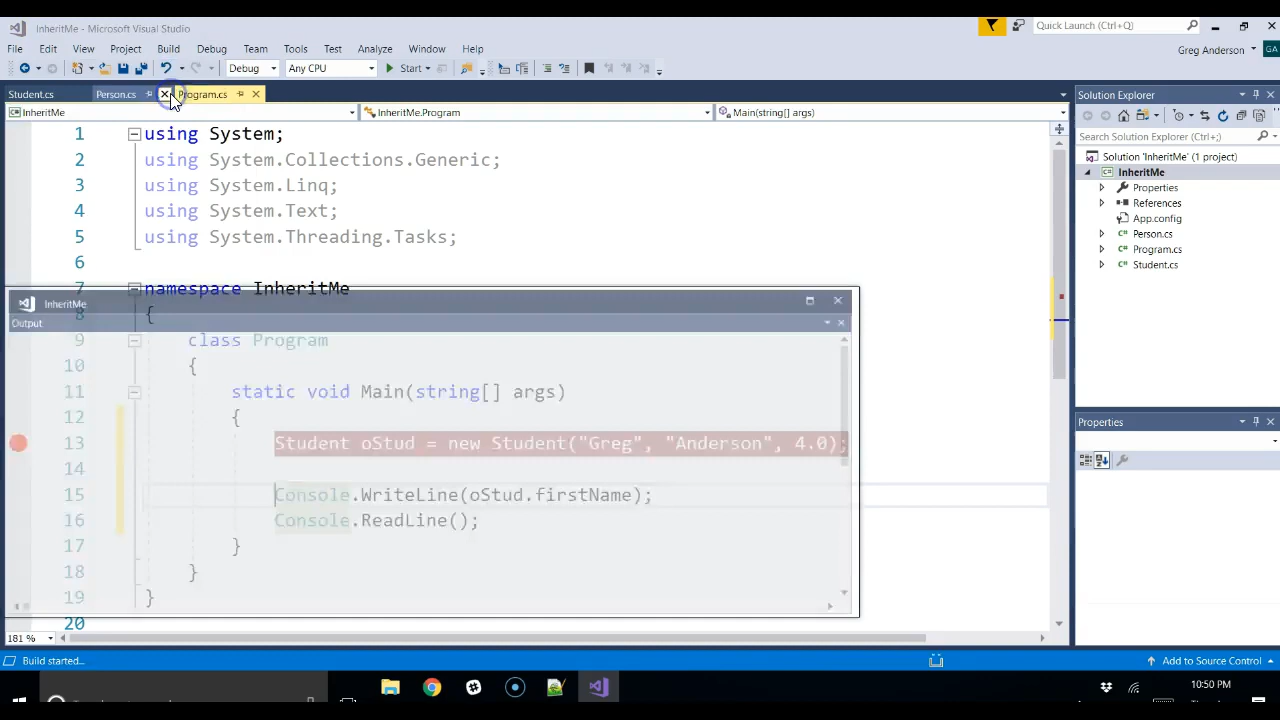 InheritMe - Microsoft Visual Studio
Quick Launch (Ctrl+Q)
File Edit View Project Build Debug Team Tools Test Analyze Window Help
Greg Anderson GA
Debug Any CPU Start
Student.cs Person.cs Program.cs
InheritMe InheritMe.Program Main(string[] args)
1 using System;
2 using System.Collections.Generic;
3 using System.Linq;
4 using System.Text;
5 using System.Threading.Tasks;
6
7 namespace InheritMe
InheritMe
8 {
Output
9 class Program
10 {
11 static void Main(string[] args)
12 {
13 Student oStud = new Student("Greg", "Anderson", 4.0);
14
15 Console.WriteLine(oStud.firstName);
16 Console.ReadLine();
17 }
18 }
19 }
20
181 %
Solution Explorer
Search Solution Explorer (Ctrl+;)
Solution 'InheritMe' (1 project)
InheritMe
Properties
References
App.config
Person.cs
Program.cs
Student.cs
Properties
Build started...
Add to Source Control
10:50 PM